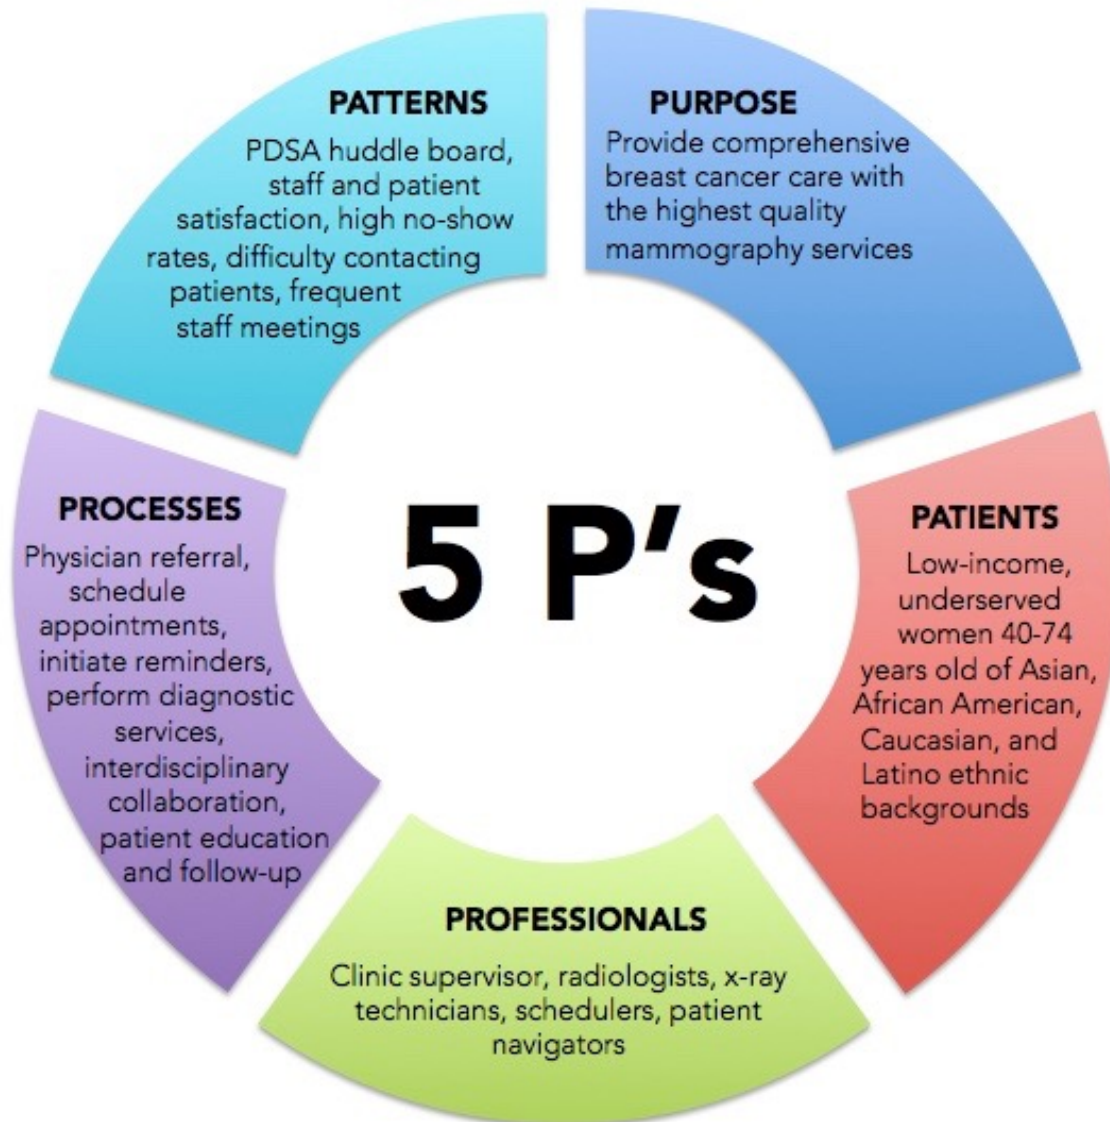 PATTERNS
PDSA huddle board,
staff and patient
satisfaction, high no-show
rates, difficulty contacting
patients, frequent
staff meetings
PURPOSE
Provide comprehensive
breast cancer care with
the highest quality
mammography services
PROCESSES
Physician referral,
schedule
appointments,
initiate reminders,
perform diagnostic
services,
interdisciplinary
collaboration,
patient education
and follow-up
5 P's
PATIENTS
Low-income,
underserved
women 40-74
years old of Asian,
African American,
Caucasian, and
Latino ethnic
backgrounds
PROFESSIONALS
Clinic supervisor, radiologists, x-ray
technicians, schedulers, patient
navigators